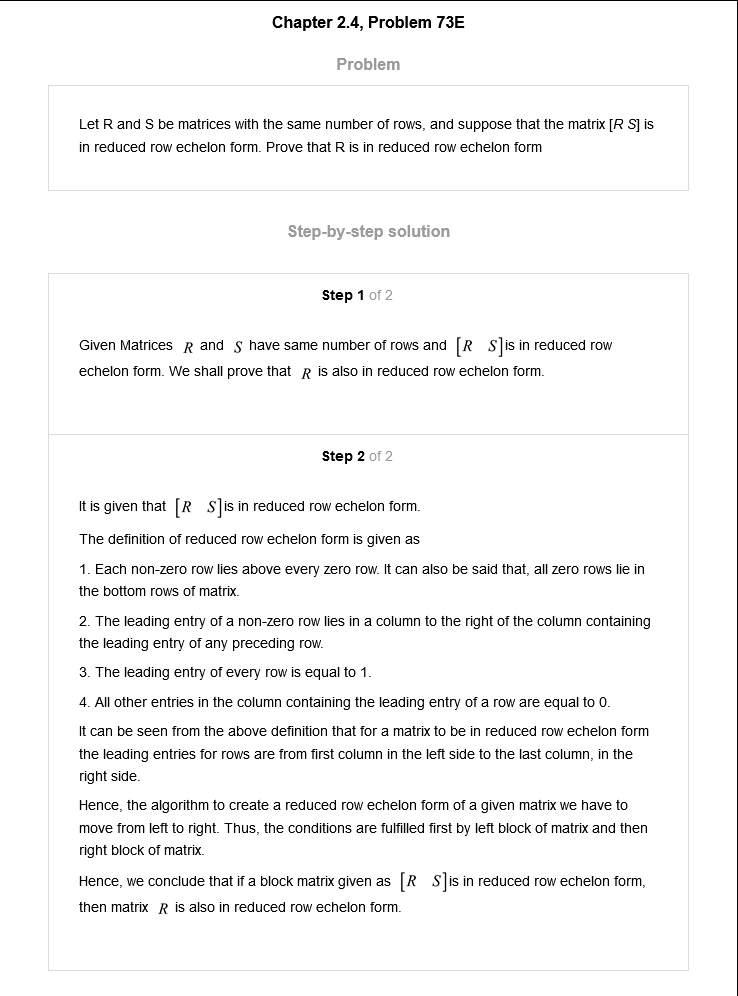 Chapter 2.4, Problem 73E
Problem
Let R and S be matrices with the same number of rows, and suppose that the matrix [R S] is
in reduced row echelon form. Prove that R is in reduced row echelon form
Step-by-step solution
Step 1 of 2
Given Matrices R and S have same number of rows and [R S] is in reduced row
echelon form. We shall prove that R is also in reduced row echelon form.
Step 2 of 2
It is given that [R S] is in reduced row echelon form.
The definition of reduced row echelon form is given as
1. Each non-zero row lies above every zero row. It can also be said that, all zero rows lie in
the bottom rows of matrix.
2. The leading entry of a non-zero row lies in a column to the right of the column containing
the leading entry of any preceding row.
3. The leading entry of every row is equal to 1.
4. All other entries in the column containing the leading entry of a row are equal to 0.
It can be seen from the above definition that for a matrix to be in reduced row echelon form
the leading entries for rows are from first column in the left side to the last column, in the
right side.
Hence, the algorithm to create a reduced row echelon form of a given matrix we have to
move from left to right. Thus, the conditions are fulfilled first by left block of matrix and then
right block of matrix.
Hence, we conclude that if a block matrix given as [R S] is in reduced row echelon form,
then matrix R is also in reduced row echelon form.